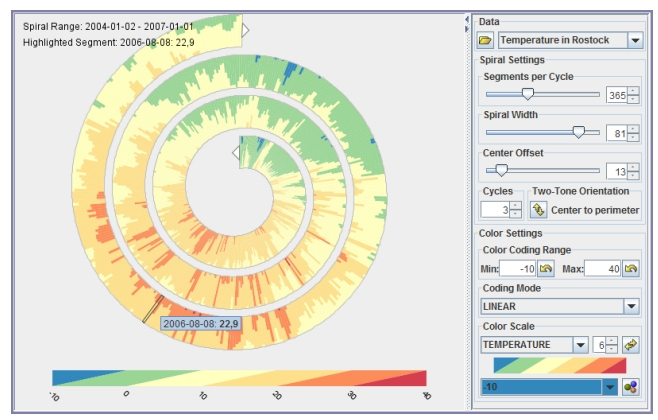 Spiral Range: 2004-01-02 - 2007-01-01
Highlighted Segment: 2006-08-08: 22,9
2006-08-08: 22,9
-10
0
10
20
30
40
Data
Temperature in Rostock
Spiral Settings
Segments per Cycle
365
Spiral Width
81
Center Offset
13
Cycles
Two-Tone Orientation
3
Center to perimeter
Color Settings
Color Coding Range
Min: -10 Max: 40
Coding Mode
LINEAR
Color Scale
TEMPERATURE 6
-10